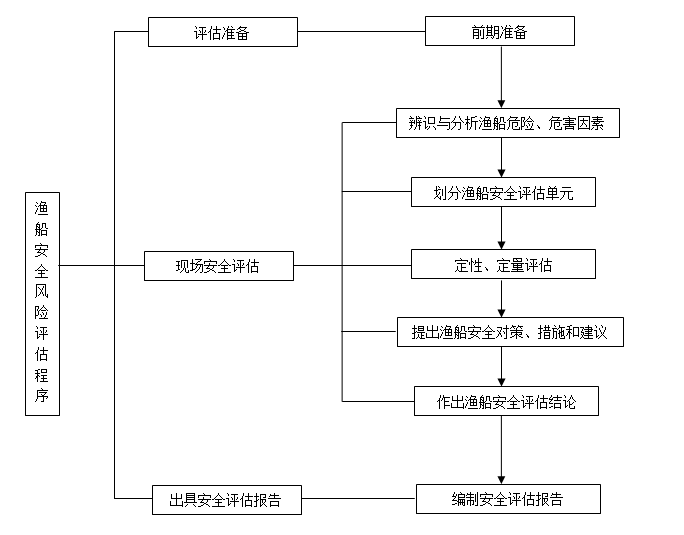 评估准备
前期准备
辨识与分析渔船危险、危害因素
划分渔船安全评估单元
渔船安全风险评估程序
现场安全评估
定性、定量评估
提出渔船安全对策、措施和建议
作出渔船安全评估结论
出具安全评估报告
编制安全评估报告